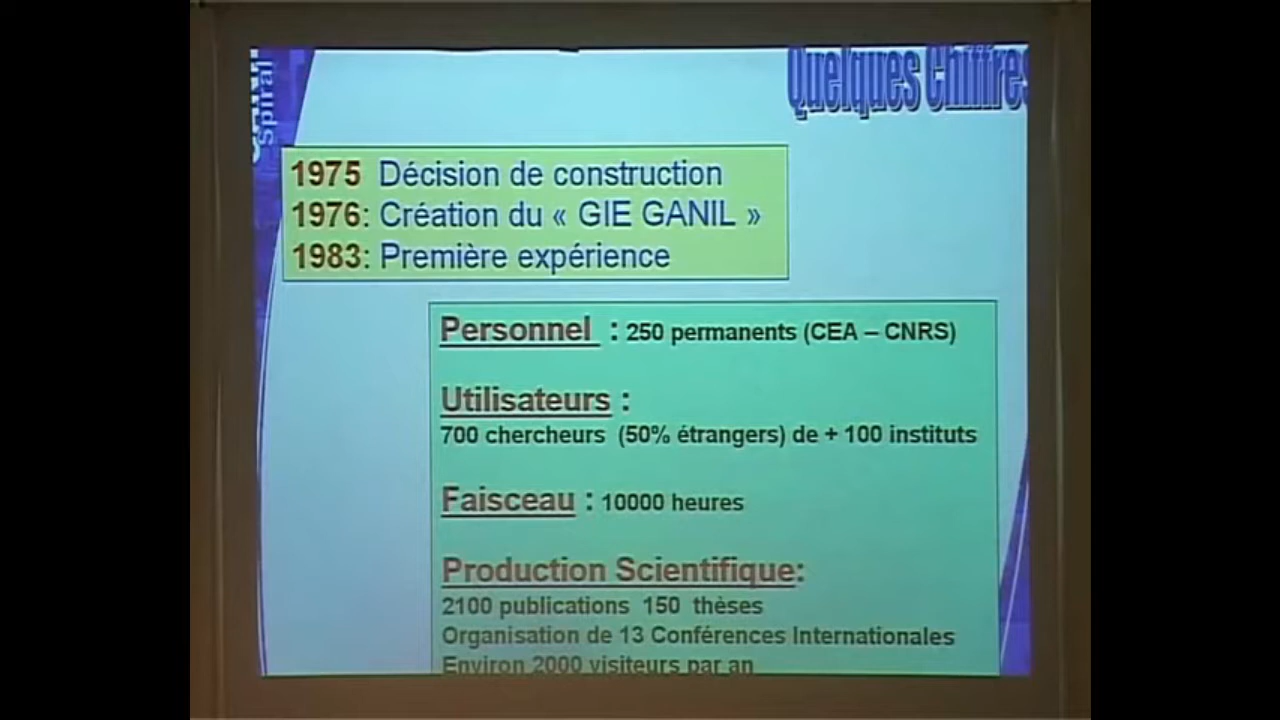 Quelques Chiffres
Spiral
1975 Décision de construction
1976: Création du « GIE GANIL »
1983: Première expérience
Personnel : 250 permanents (CEA – CNRS)
Utilisateurs :
700 chercheurs (50% étrangers) de + 100 instituts
Faisceau : 10000 heures
Production Scientifique:
2100 publications 150 thèses
Organisation de 13 Conférences Internationales
Environ 2000 visiteurs par an